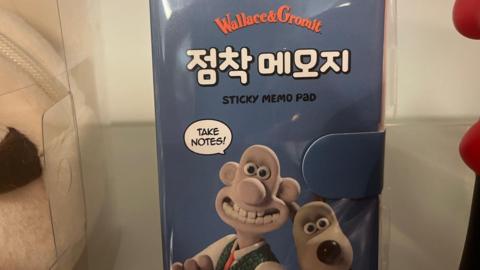 Wallace & Gromit
점착 메모지
STICKY MEMO PAD
TAKE
NOTES!